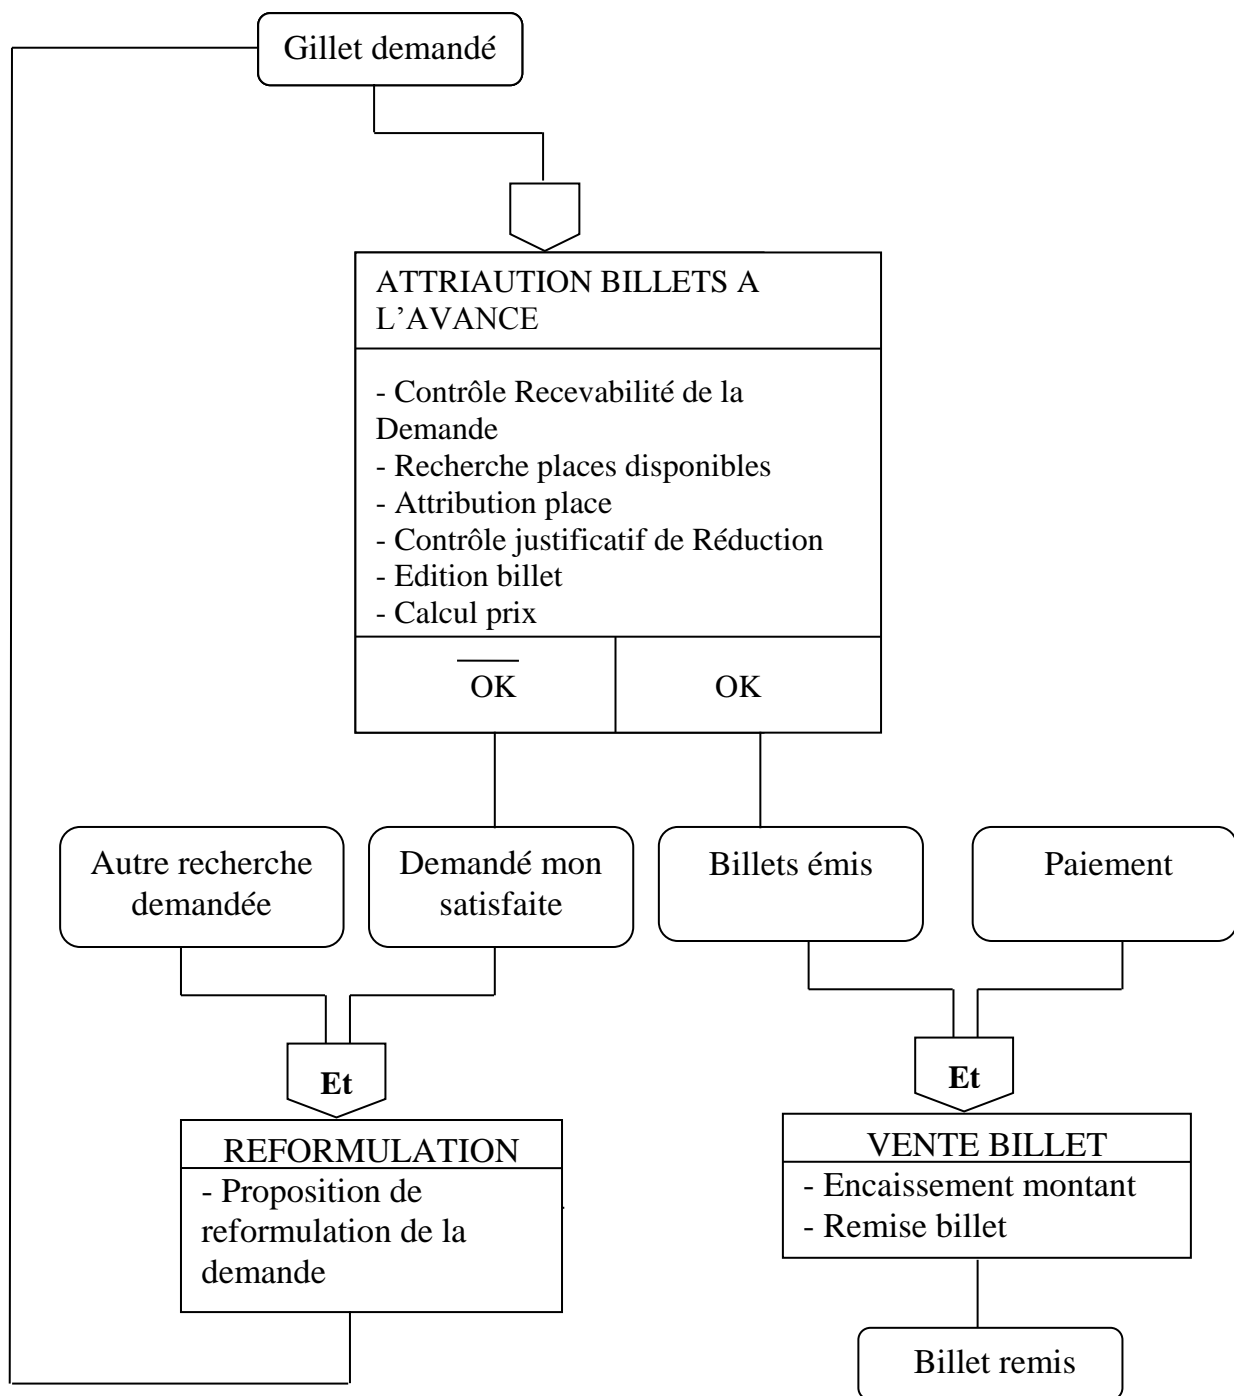 Gillet demandé
ATTRIAUTION BILLETS A
L’AVANCE
- Contrôle Recevabilité de la
Demande
- Recherche places disponibles
- Attribution place
- Contrôle justificatif de Réduction
- Edition billet
- Calcul prix
OK
OK
Autre recherche
demandée
Demandé mon
satisfaite
Billets émis
Paiement
Et
Et
REFORMULATION
- Proposition de
reformulation de la
demande
VENTE BILLET
- Encaissement montant
- Remise billet
Billet remis